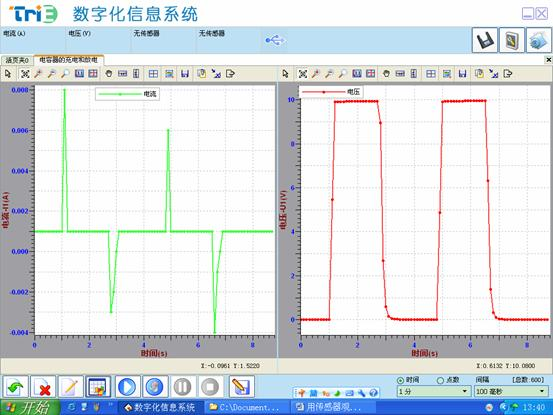 Tri3 数字化信息系统
电流(A) 电压(V) 无传感器 无传感器
活页夹0 电容器的充电和放电
电流
0.008
0.006
0.004
0.002
0.000
-0.002
-0.004
电流-I1(A)
0 2 4 6 8
时间(s)
X:-0.0961 Y:1.5220
电压
10
8
6
4
2
0
电压-U1(V)
0 2 4 6 8
时间(s)
X:0.6132 Y:10.0800
时间 点数 间隔 [总数:600]
1分 100 毫秒
开始 数字化信息系统 C:\Document... 用传感器观... 13:40